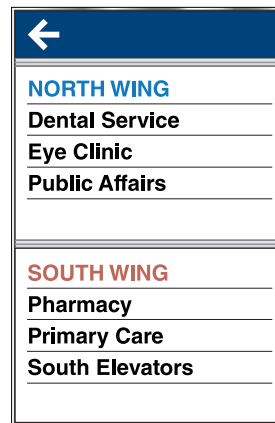 NORTH WING
Dental Service
Eye Clinic
Public Affairs
SOUTH WING
Pharmacy
Primary Care
South Elevators